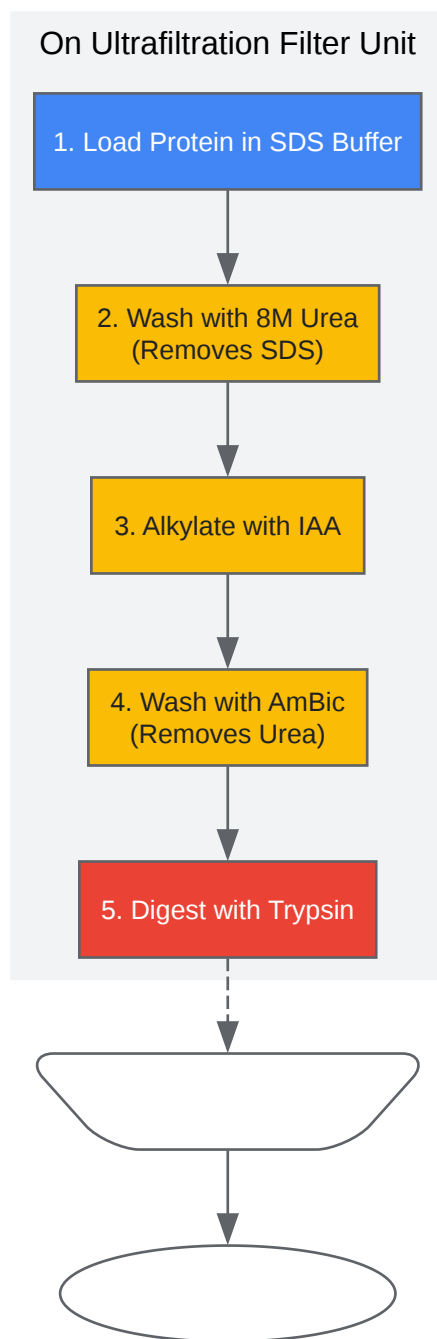 On Ultrafiltration Filter Unit
1. Load Protein in SDS Buffer
2. Wash with 8M Urea
(Removes SDS)
3. Alkylate with IAA
4. Wash with AmBic
(Removes Urea)
5. Digest with Trypsin